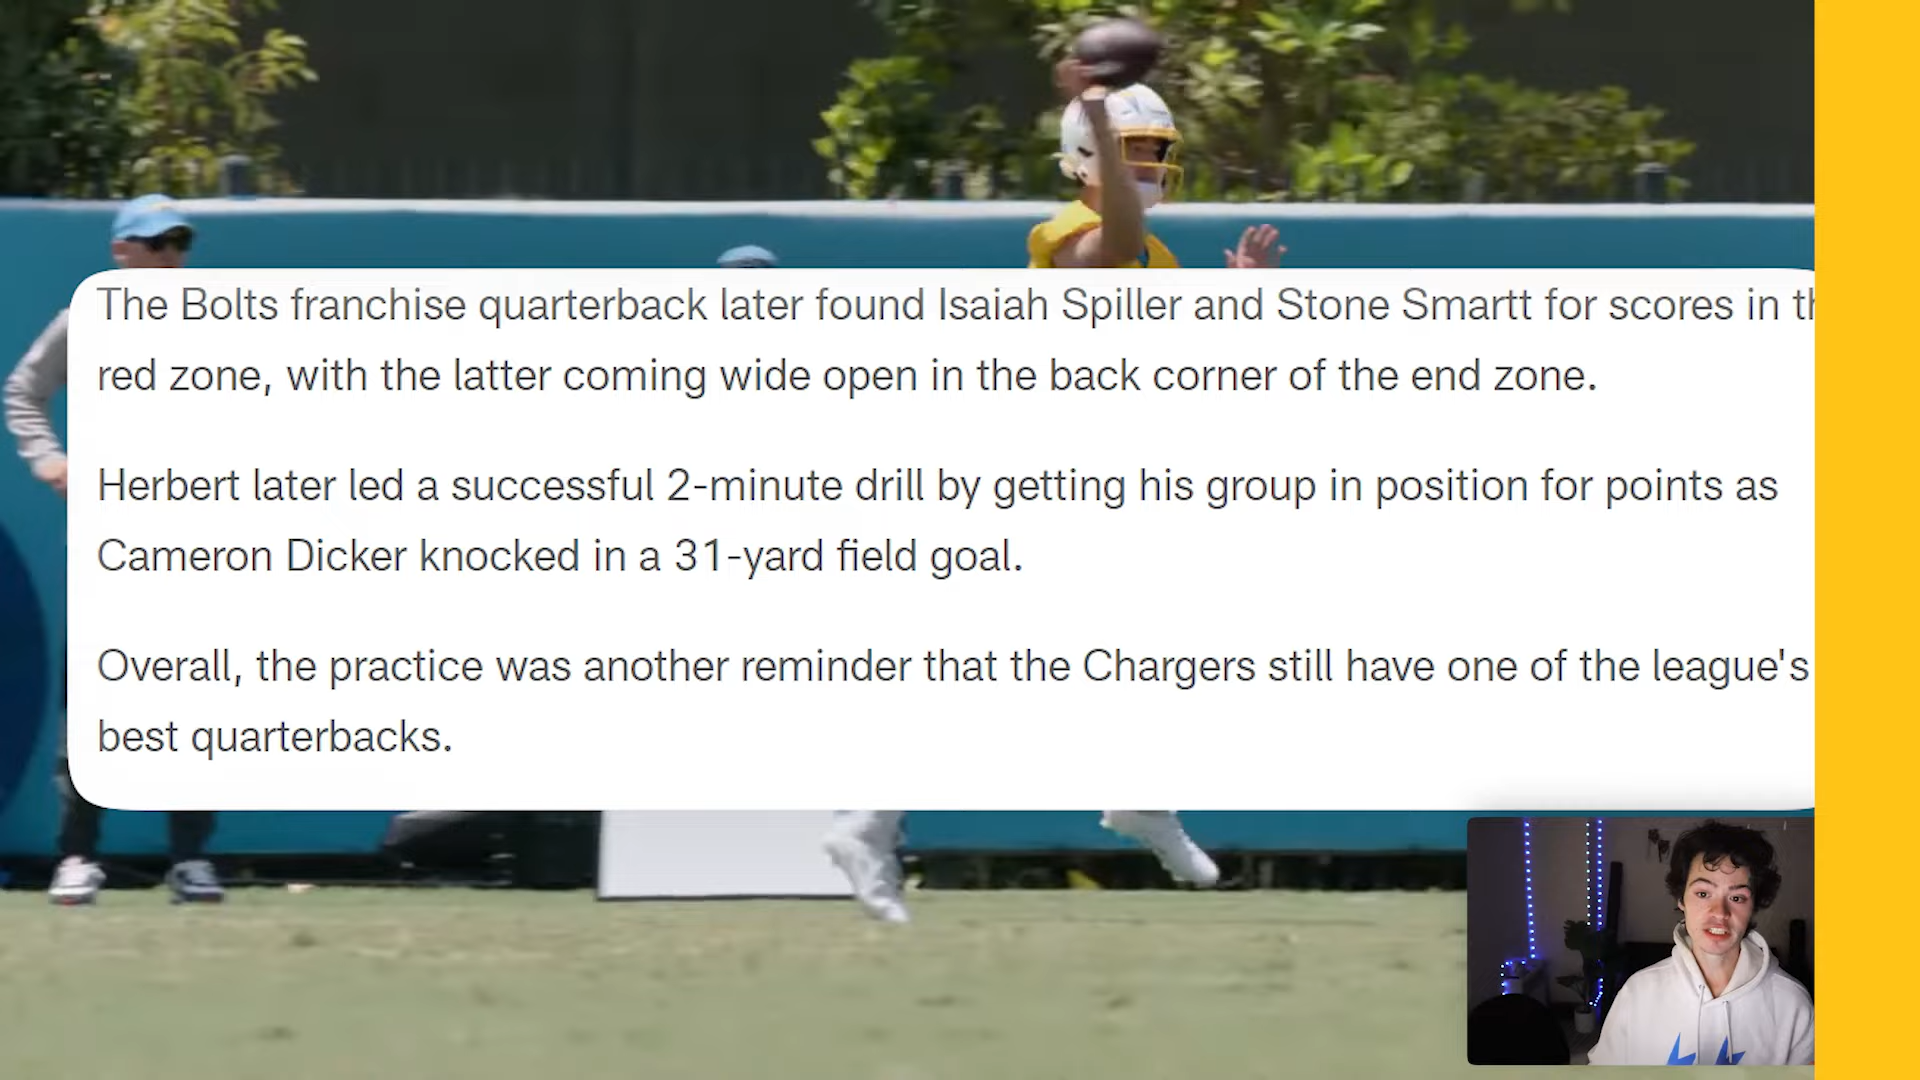 The Bolts franchise quarterback later found Isaiah Spiller and Stone Smartt for scores in
red zone, with the latter coming wide open in the back corner of the end zone.
Herbert later led a successful 2-minute drill by getting his group in position for points as
Cameron Dicker knocked in a 31-yard field goal.
Overall, the practice was another reminder that the Chargers still have one of the league's
best quarterbacks.